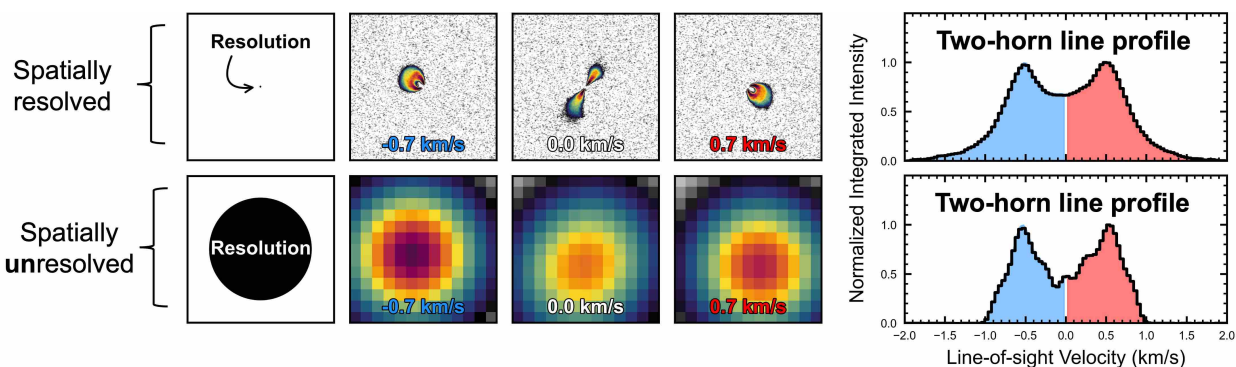 Spatially
resolved
Resolution
-0.7 km/s
0.0 km/s
0.7 km/s
Two-horn line profile
1.0
0.5
0.0
Spatially
unresolved
Resolution
-0.7 km/s
0.0 km/s
0.7 km/s
Two-horn line profile
1.0
0.5
0.0
−2.0 −1.5 −1.0 −0.5 0.0 0.5 1.0 1.5 2.0
Line-of-sight Velocity (km/s)
Normalized Integrated Intensity